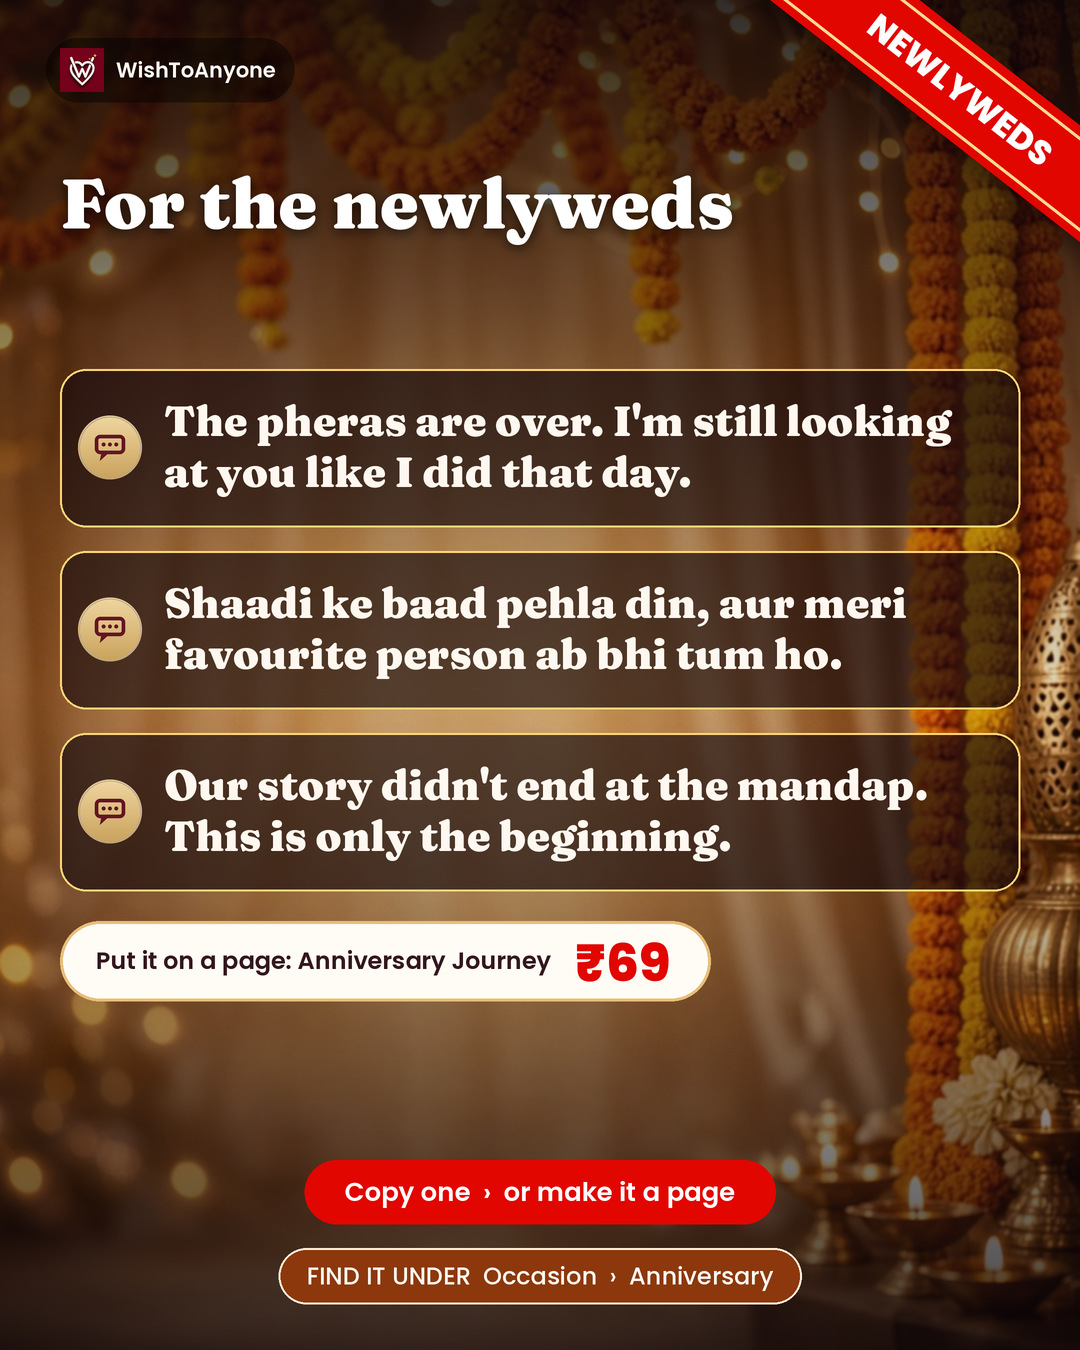 WishToAnyone
NEWLYWEDS
For the newlyweds
The pheras are over. I'm still looking
at you like I did that day.
Shaadi ke baad pehla din, aur meri
favourite person ab bhi tum ho.
Our story didn't end at the mandap.
This is only the beginning.
Put it on a page: Anniversary Journey ₹69
Copy one › or make it a page
FIND IT UNDER Occasion › Anniversary